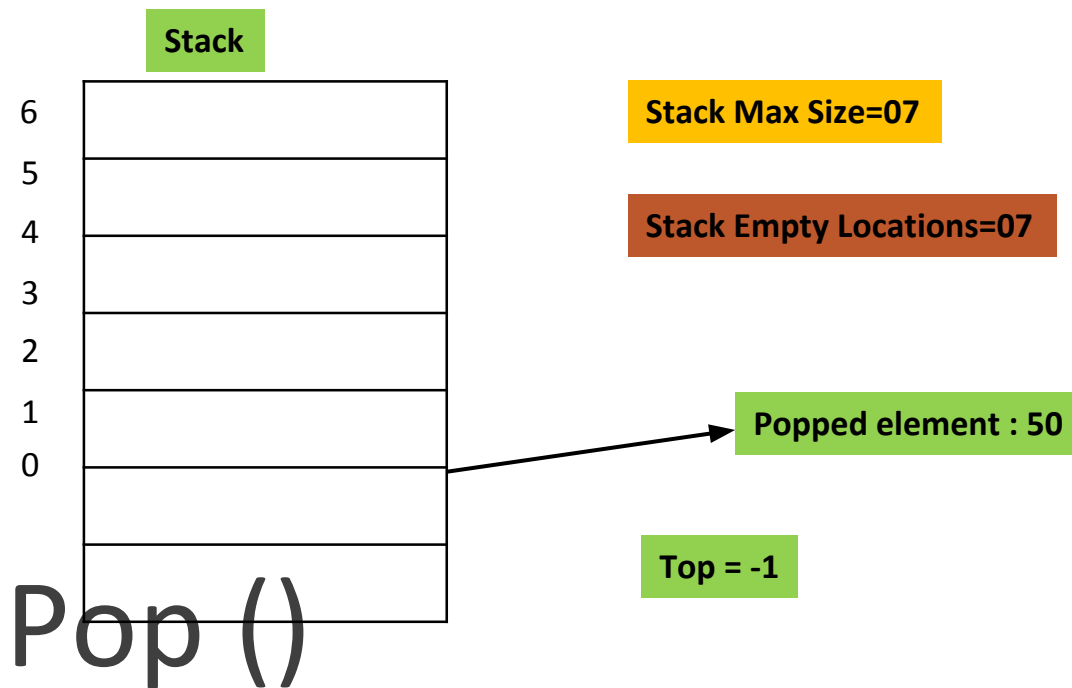 Stack
6
Stack Max Size=07
5
4
Stack Empty Locations=07
3
2
1
Popped element : 50
0
Top = -1
Pop ()